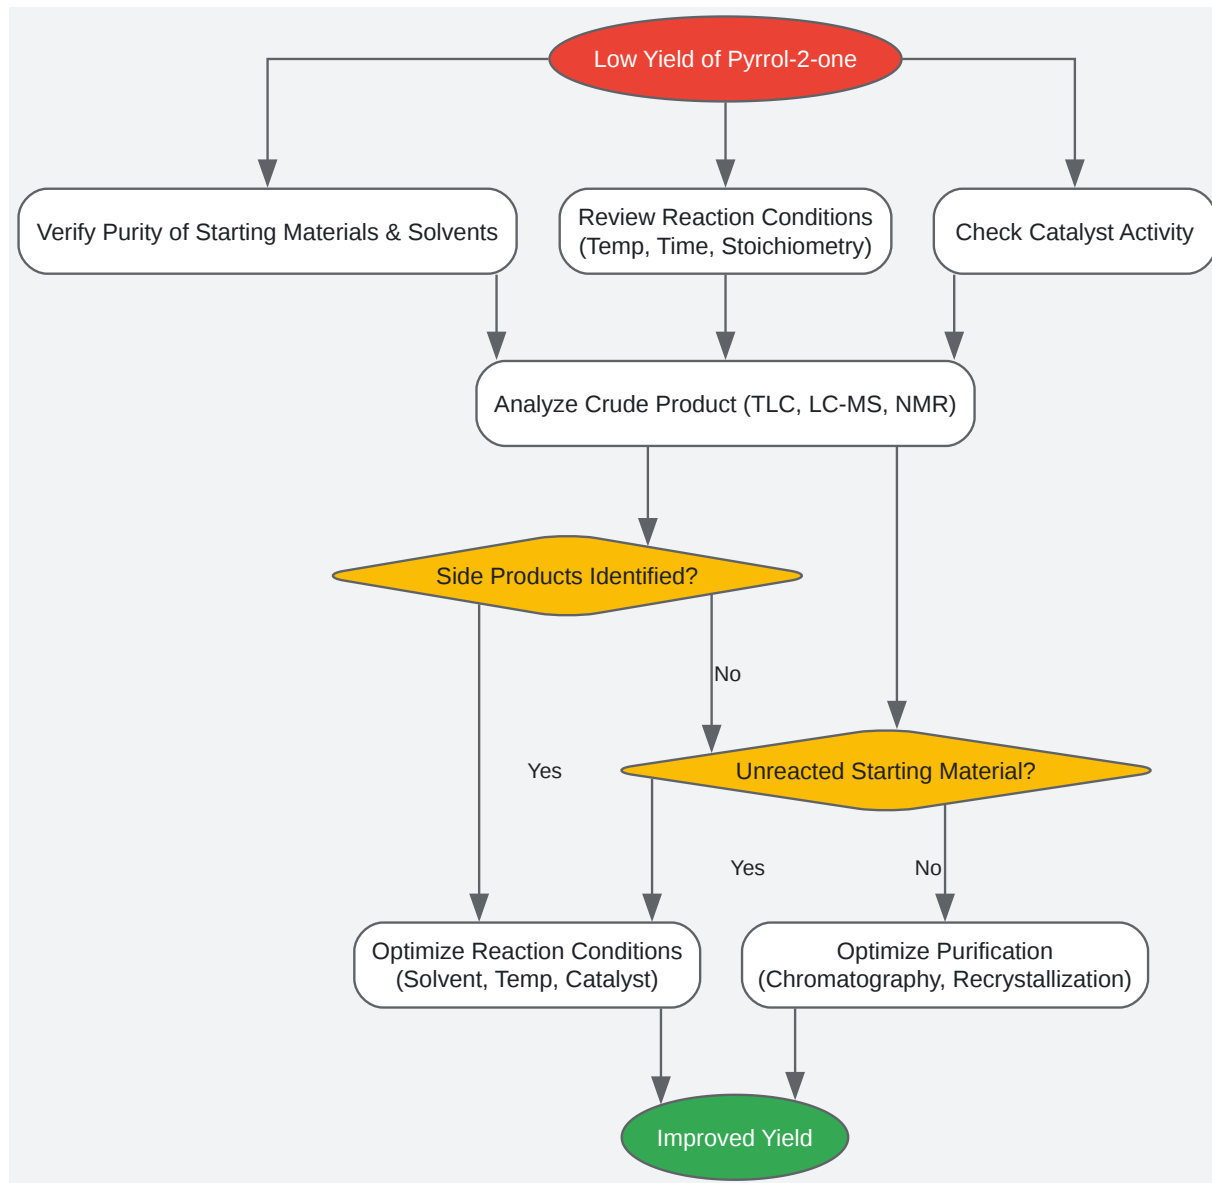 Low Yield of Pyrrol-2-one
Verify Purity of Starting Materials & Solvents
Review Reaction Conditions
(Temp, Time, Stoichiometry)
Check Catalyst Activity
Analyze Crude Product (TLC, LC-MS, NMR)
Side Products Identified?
No
Yes
Unreacted Starting Material?
Yes
No
Optimize Reaction Conditions
(Solvent, Temp, Catalyst)
Optimize Purification
(Chromatography, Recrystallization)
Improved Yield